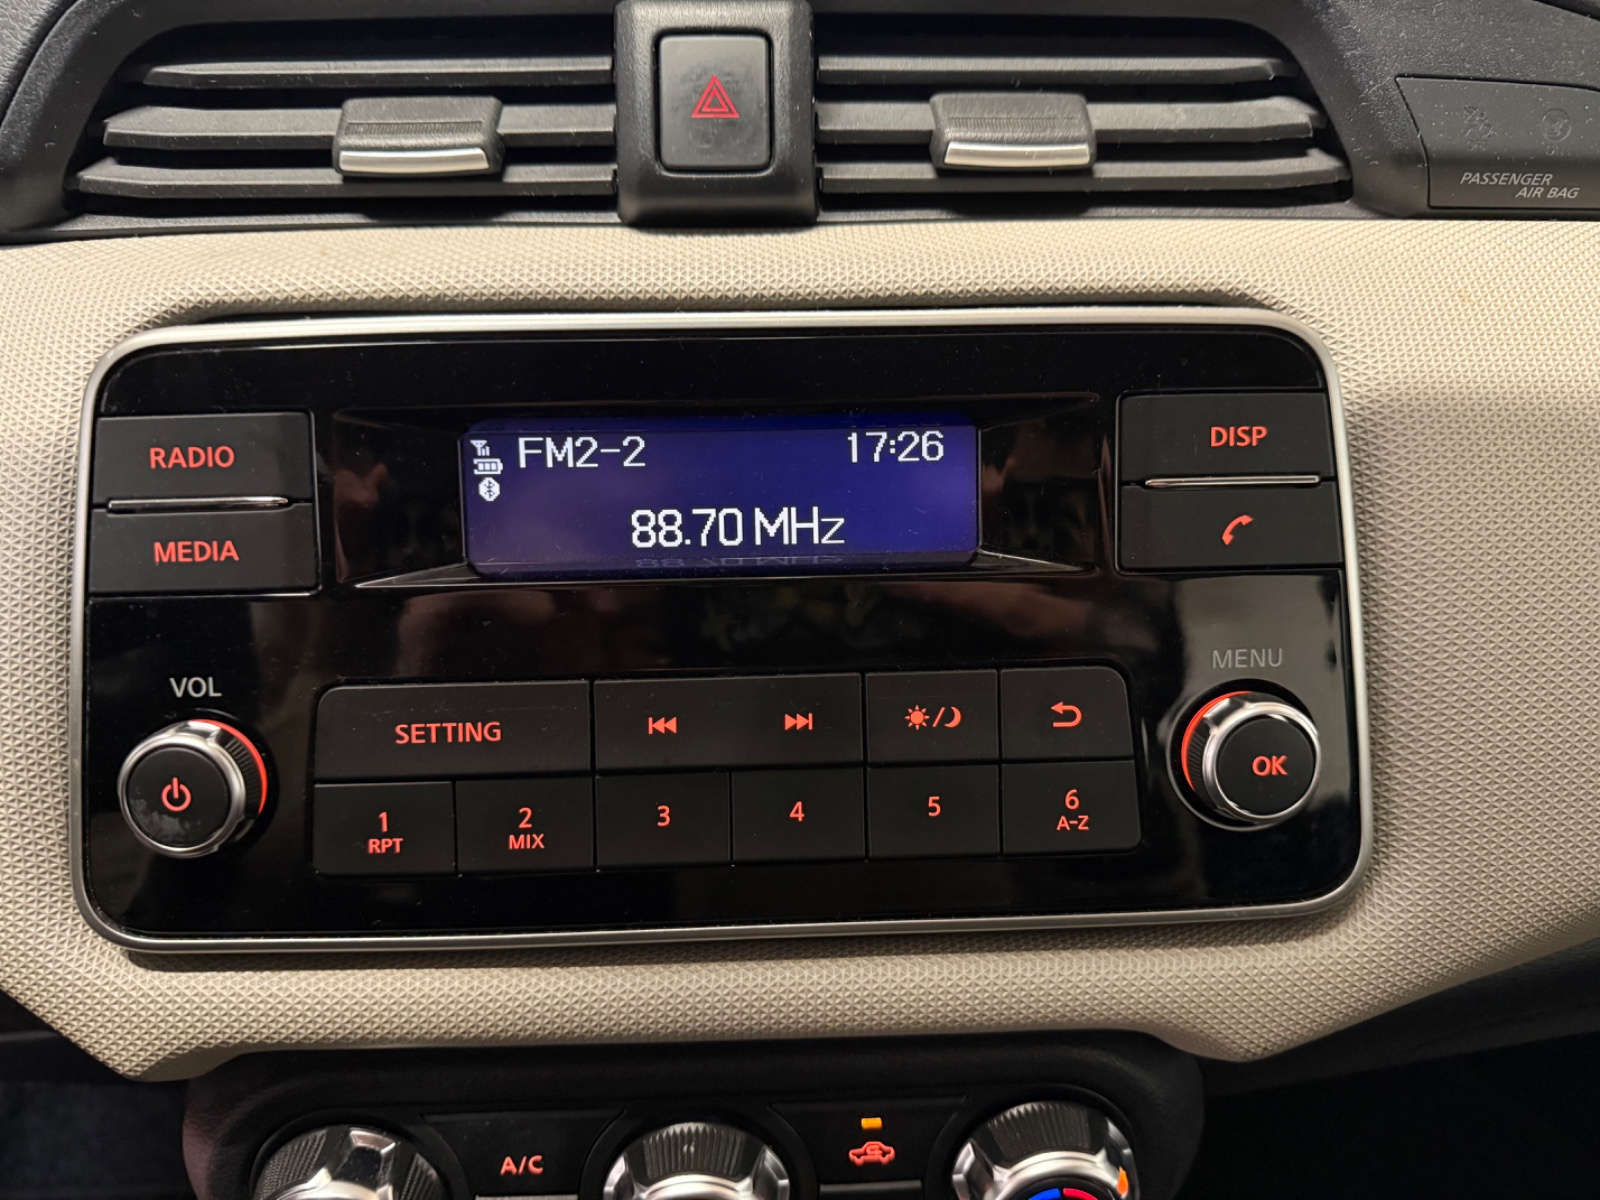 PASSENGER
AIR BAG
RADIO
MEDIA
FM2-2
17:26
88.70 MHz
DISP
VOL
MENU
SETTING
OK
1
RPT
2
MIX
3
4
5
6
A-Z
A/C